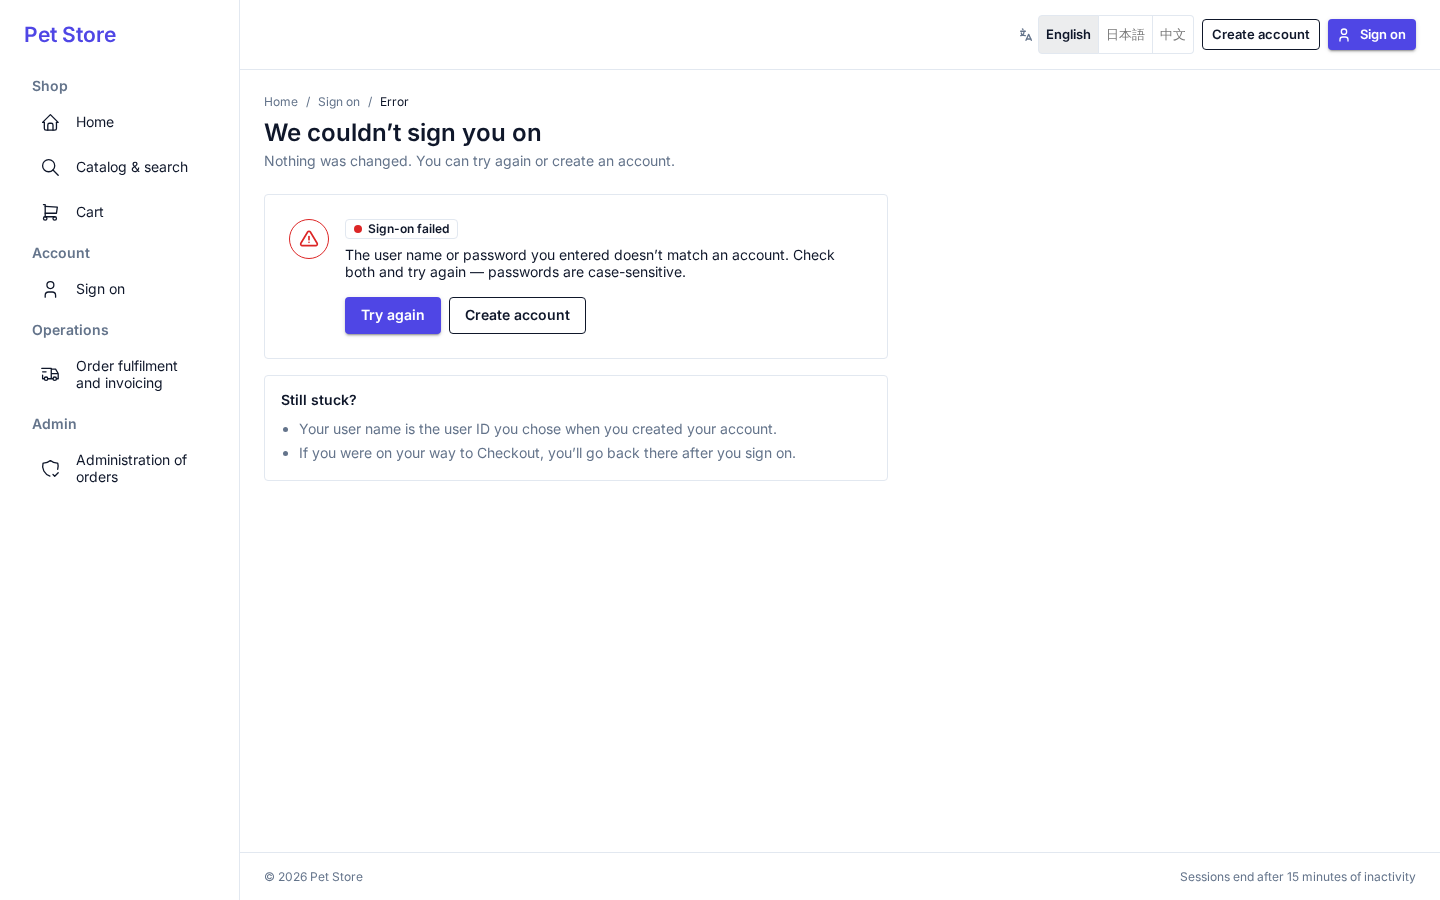 Pet Store
Shop
Home
Catalog & search
Cart
Account
Sign on
Operations
Order fulfilment
and invoicing
Admin
Administration of
orders
English 日本語 中文 Create account Sign on
Home / Sign on / Error
We couldn’t sign you on
Nothing was changed. You can try again or create an account.
Sign-on failed
The user name or password you entered doesn’t match an account. Check
both and try again — passwords are case-sensitive.
Try again Create account
Still stuck?
Your user name is the user ID you chose when you created your account.
If you were on your way to Checkout, you’ll go back there after you sign on.
© 2026 Pet Store
Sessions end after 15 minutes of inactivity